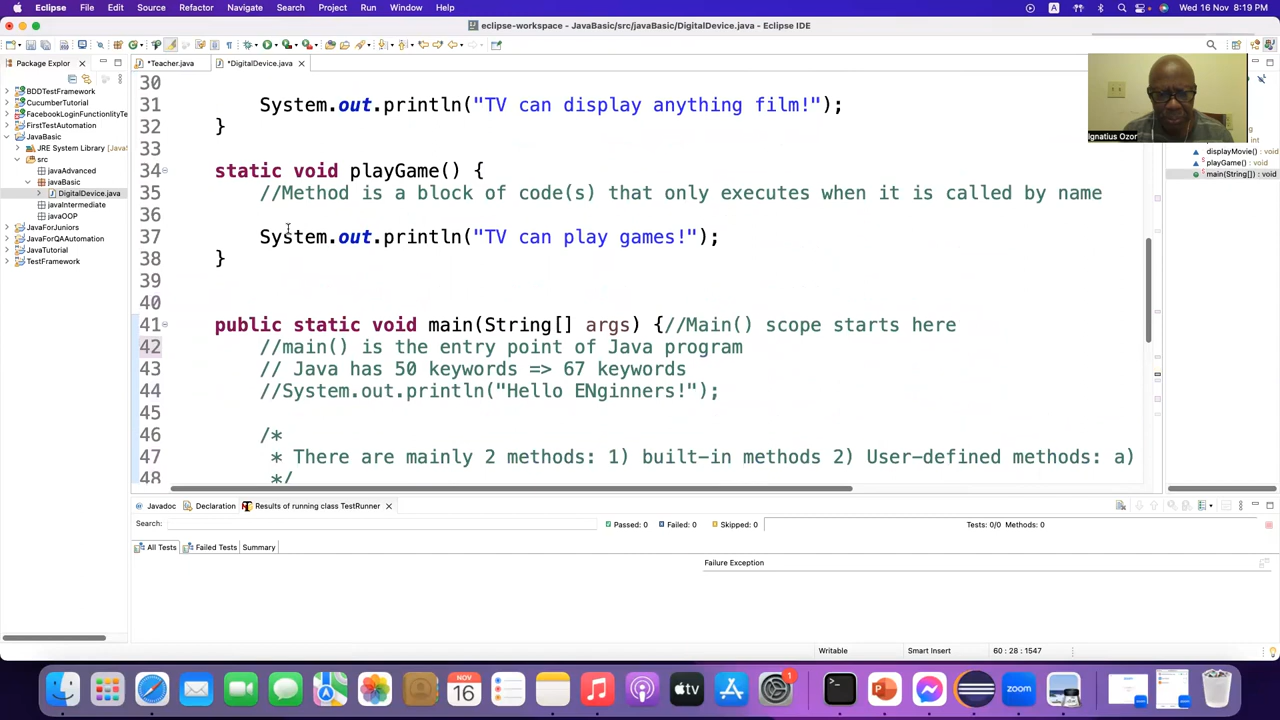 Eclipse File Edit Navigate Search Project Run Window Help Wed 16 Nov 8:19 PM
eclipse-workspace - JavaBasic/src/javaBasic/DigitalDevice.java - Eclipse IDE
Package Explor
*Teacher.java
*DigitalDevice.java
BDDTestFramework
CucumberTutorial
FacebookLoginFunctionlityTe
FirstTestAutomation
JavaBasic
JRE System Library [Java
src
javaAdvanced
javaBasic
DigitalDevice.java
javaIntermediate
javaOOP
JavaForJuniors
JavaForQAAutomation
JavaTutorial
TestFramework
30
31 System.out.println("TV can display anything film!");
32 }
33
34 static void playGame() {
35 //Method is a block of code(s) that only executes when it is called by name
36
37 System.out.println("TV can play games!");
38 }
39
40
41 public static void main(String[] args) {//Main() scope starts here
42 //main() is the entry point of Java program
43 // Java has 50 keywords => 67 keywords
44 //System.out.println("Hello ENginners!");
45
46 /*
47 * There are mainly 2 methods: 1) built-in methods 2) User-defined methods: a)
48 */
Ignatius Ozor
displayMovie() : void
playGame() : void
main(String[]) : void
Javadoc Declaration Results of running class TestRunner
Search: Passed: 0 Failed: 0 Skipped: 0 Tests: 0/0 Methods: 0
All Tests Failed Tests Summary
Failure Exception
Writable Smart Insert 60 : 28 : 1547
NOV
16
tv
1
zoom